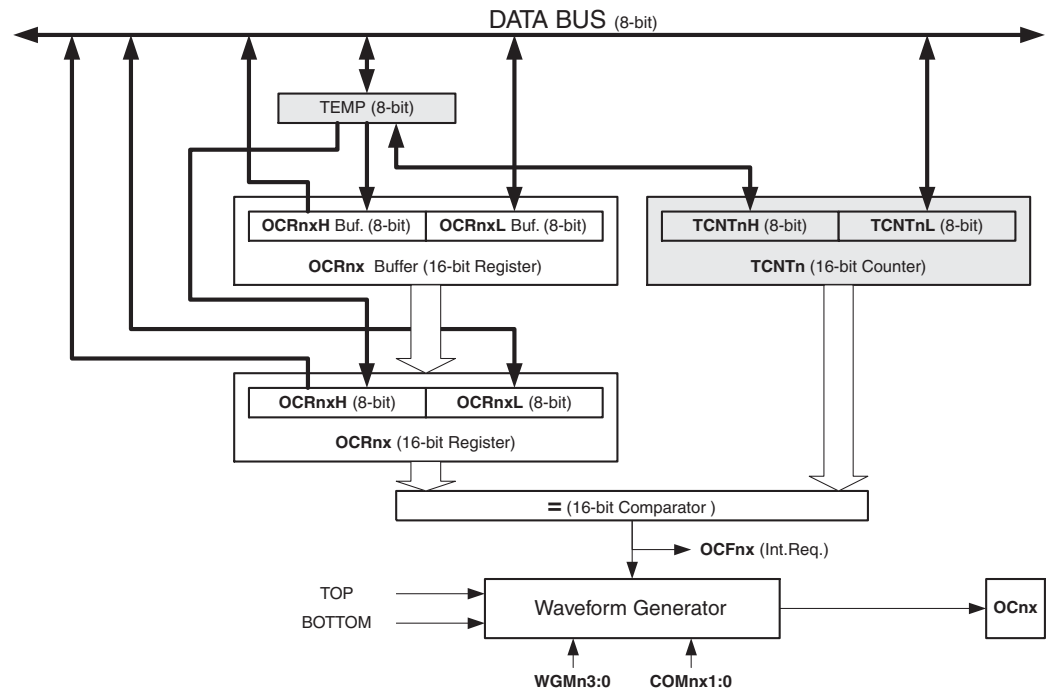 DATA BUS (8-bit)
TEMP (8-bit)
OCRnxH Buf. (8-bit) OCRnxL Buf. (8-bit)
OCRnx Buffer (16-bit Register)
TCNTnH (8-bit) TCNTnL (8-bit)
TCNTn (16-bit Counter)
OCRnxH (8-bit) OCRnxL (8-bit)
OCRnx (16-bit Register)
= (16-bit Comparator )
OCFnx (Int.Req.)
TOP
BOTTOM
Waveform Generator
OCnx
WGMn3:0 COMnx1:0